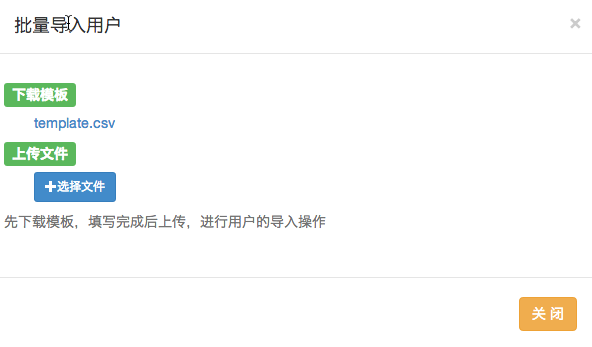 批量导入用户
×
下载模板
template.csv
上传文件
+选择文件
先下载模板，填写完成后上传，进行用户的导入操作
关 闭